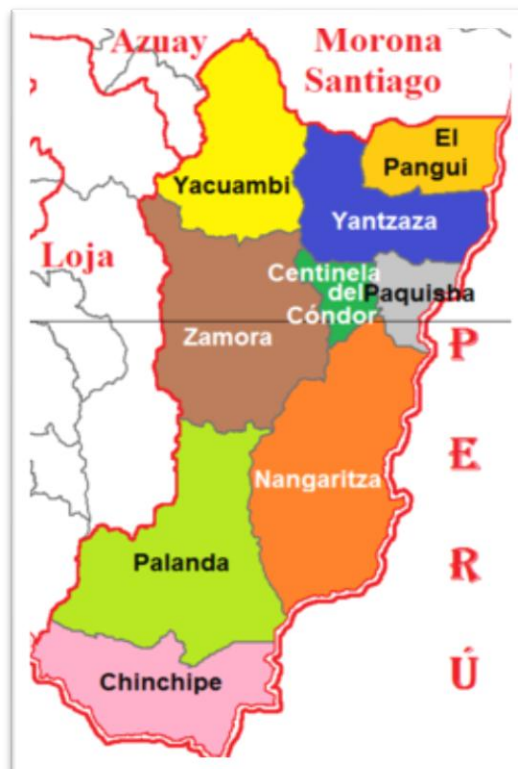 Azuay
Morona
Santiago
El
Pangui
Yacuambi
Yantzaza
Loja
Centinela
del
Cóndor
Paquisha
Zamora
P
E
R
Ú
Nangaritza
Palanda
Chinchipe